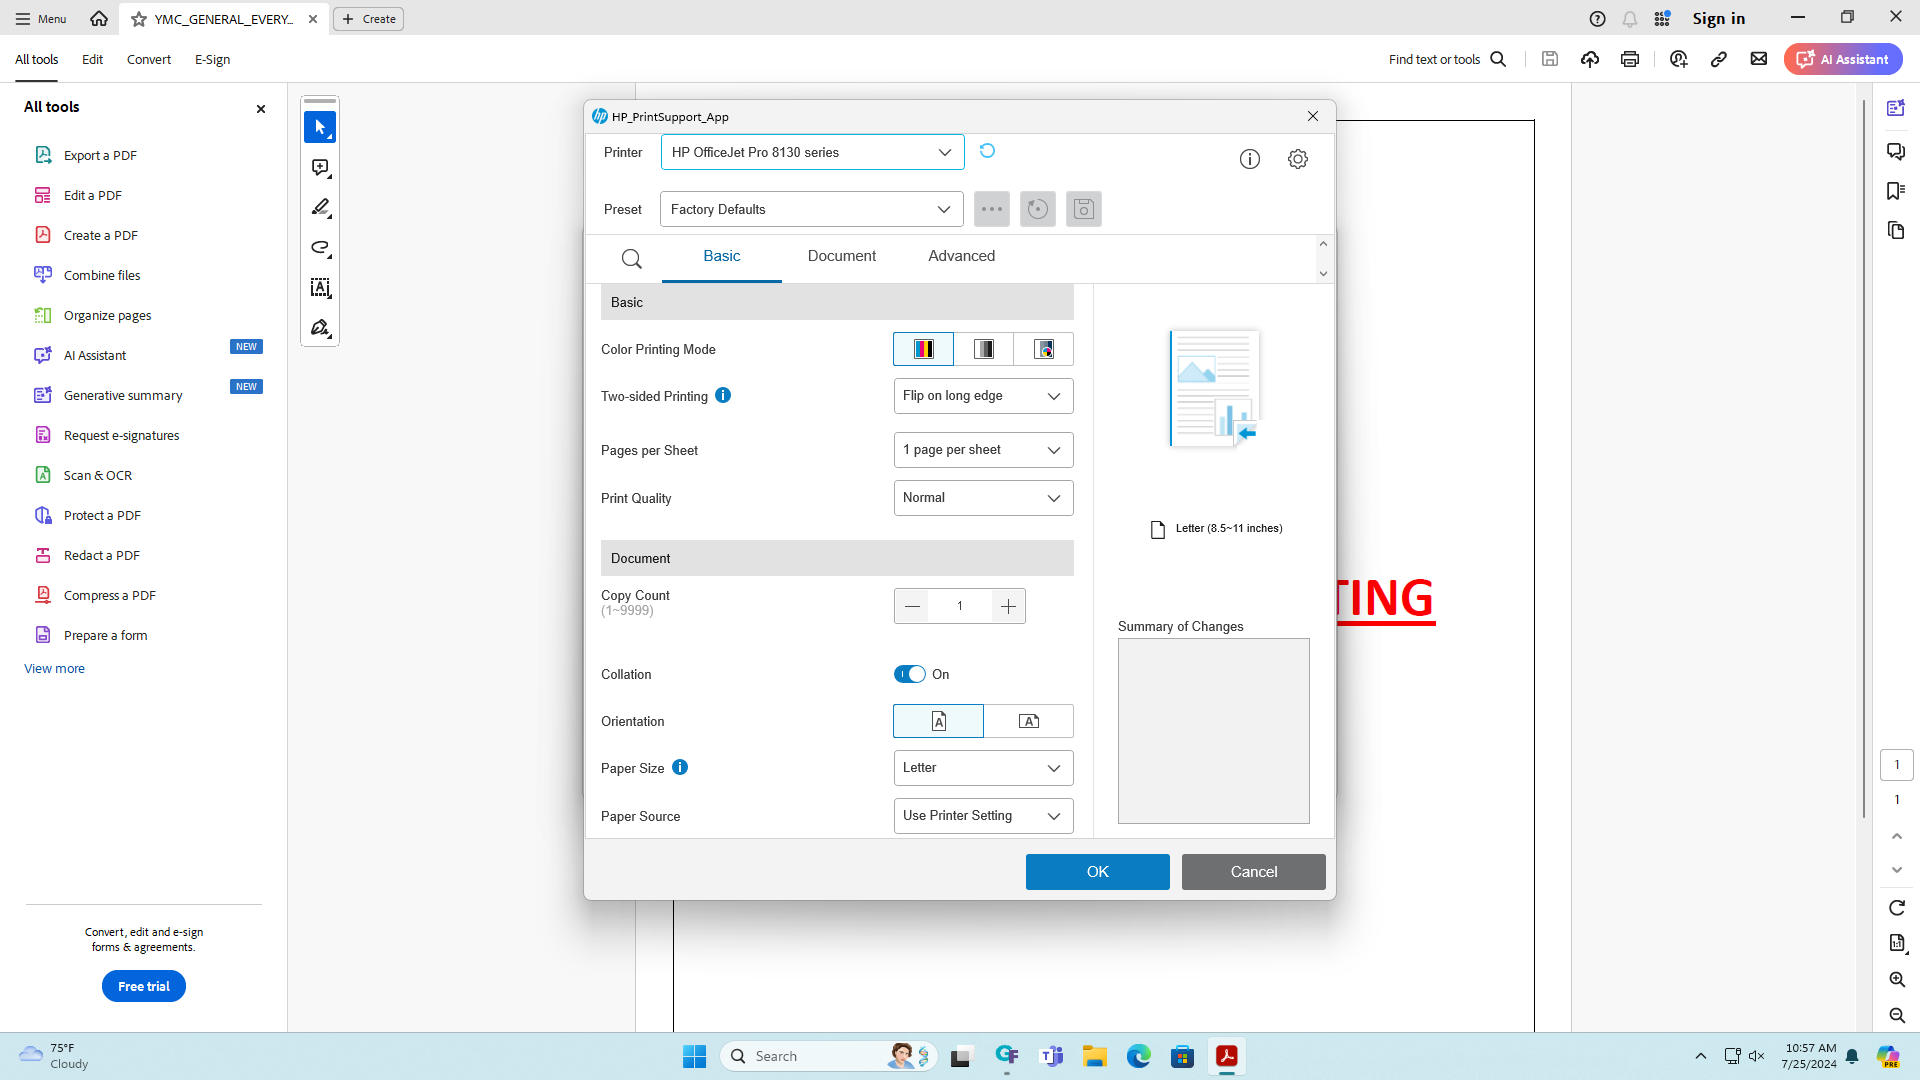 Menu
YMC_GENERAL_EVERY...
Create
Sign in
All tools
Edit
Convert
E-Sign
Find text or tools
AI Assistant
All tools
Export a PDF
Edit a PDF
Create a PDF
Combine files
Organize pages
AI Assistant
NEW
Generative summary
NEW
Request e-signatures
Scan & OCR
Protect a PDF
Redact a PDF
Compress a PDF
Prepare a form
View more
Convert, edit and e-sign
forms & agreements.
Free trial
HP_PrintSupport_App
Printer
HP OfficeJet Pro 8130 series
Preset
Factory Defaults
Basic
Document
Advanced
Basic
Color Printing Mode
Two-sided Printing
Flip on long edge
Pages per Sheet
1 page per sheet
Print Quality
Normal
Document
Copy Count
(1~9999)
1
Collation
On
Orientation
Paper Size
Letter
Paper Source
Use Printer Setting
Letter (8.5~11 inches)
Summary of Changes
OK
Cancel
TING
1
1
75°F
Cloudy
Search
10:57 AM
7/25/2024
PRE